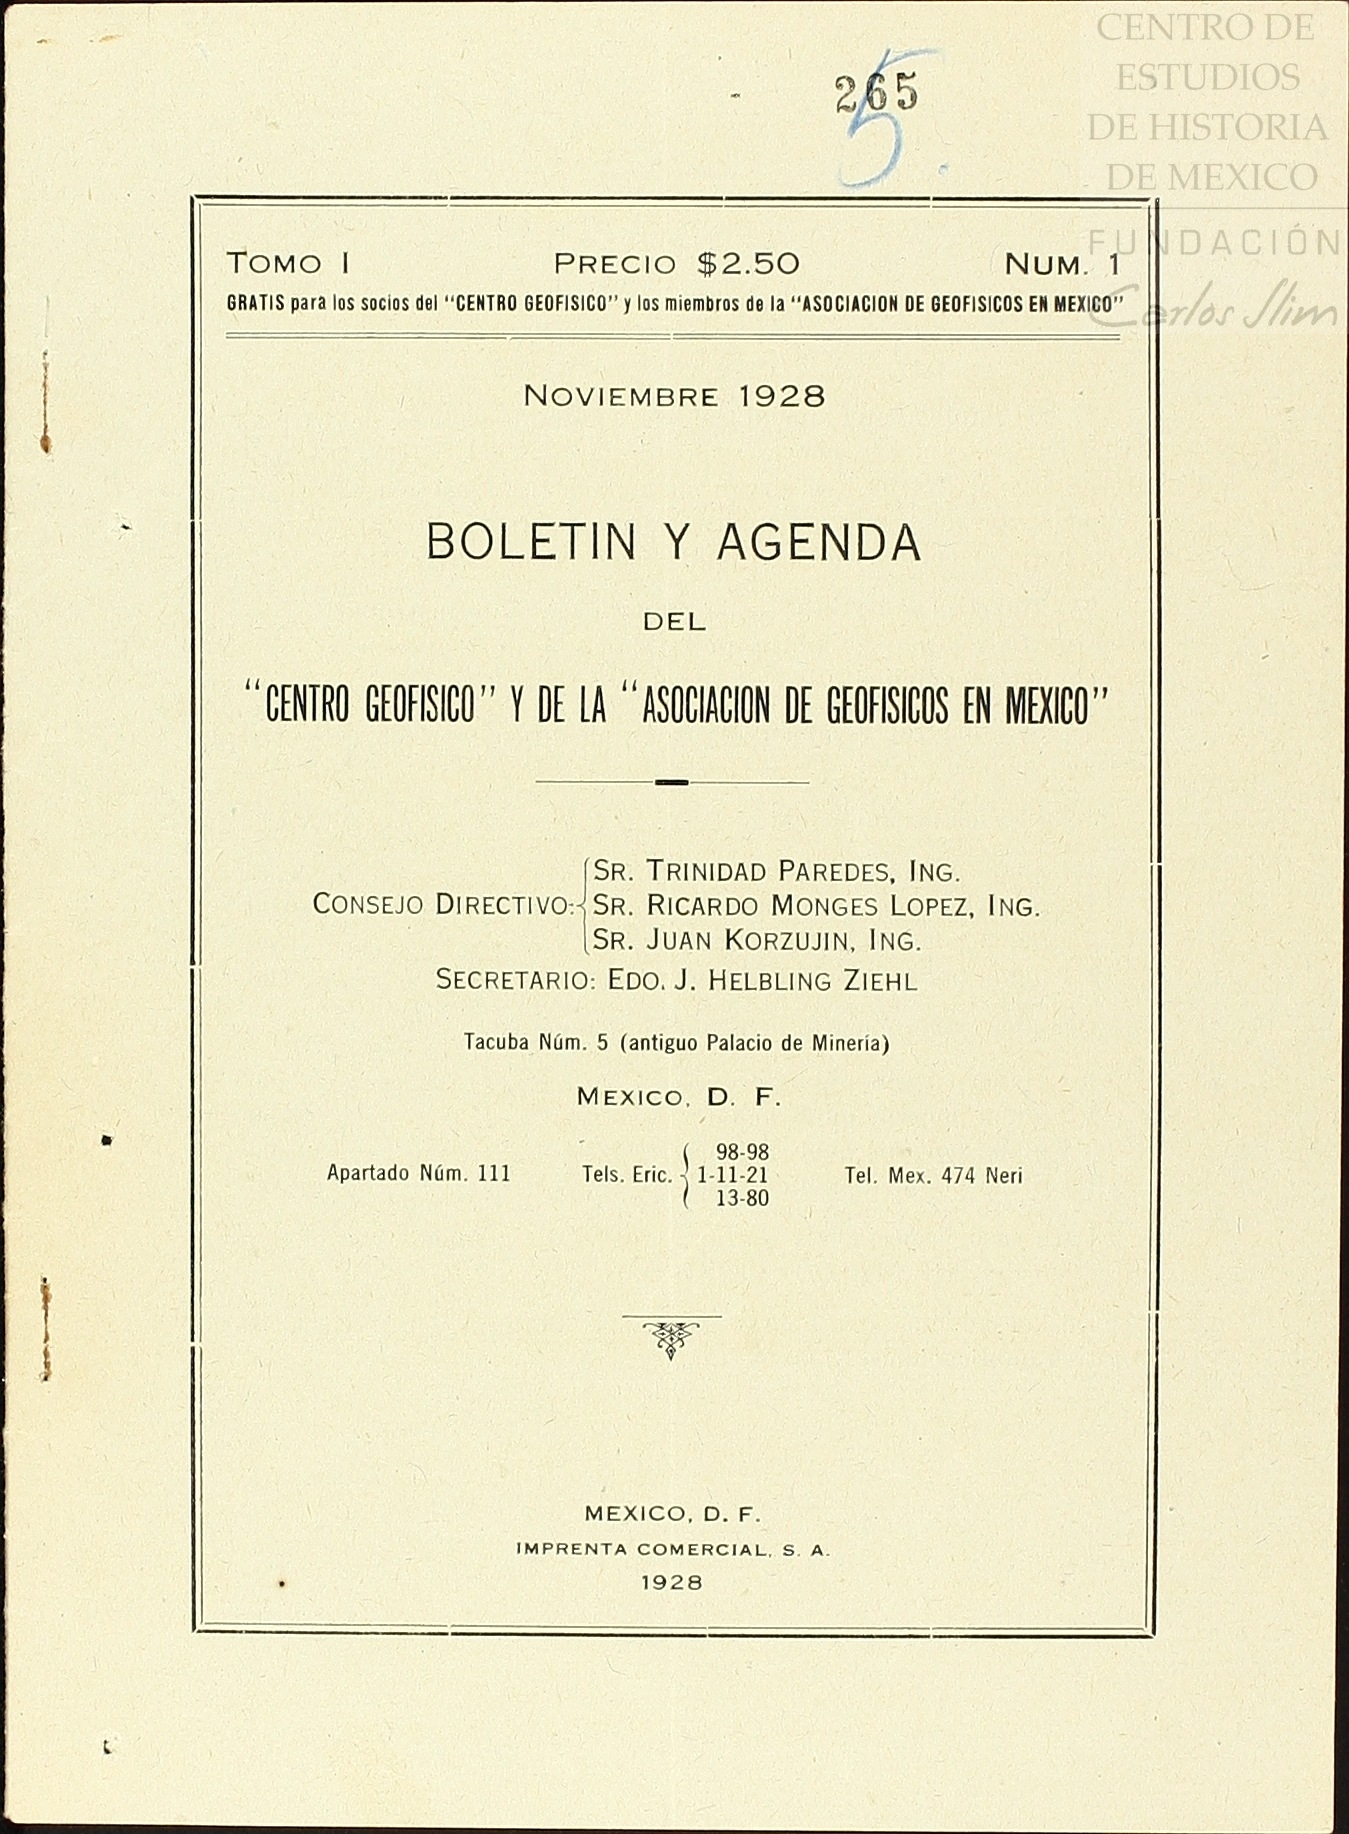 CENTRO DE
ESTUDIOS
DE HISTORIA
DE MEXICO
FUNDACIÓN
Carlos Slim
265
5.
TOMO I PRECIO $2.50 NUM. 1
GRATIS para los socios del "CENTRO GEOFISICO" y los miembros de la "ASOCIACION DE GEOFISICOS EN MEXICO"
NOVIEMBRE 1928
BOLETIN Y AGENDA
DEL
"CENTRO GEOFISICO" Y DE LA "ASOCIACION DE GEOFISICOS EN MEXICO"
SR. TRINIDAD PAREDES, ING.
CONSEJO DIRECTIVO: SR. RICARDO MONGES LOPEZ, ING.
SR. JUAN KORZUJIN, ING.
SECRETARIO: EDO. J. HELBLING ZIEHL
Tacuba Núm. 5 (antiguo Palacio de Minería)
MEXICO, D. F.
98-98
Apartado Núm. 111 Tels. Eric. 1-11-21 Tel. Mex. 474 Neri
13-80
MEXICO, D. F.
IMPRENTA COMERCIAL, S. A.
1928